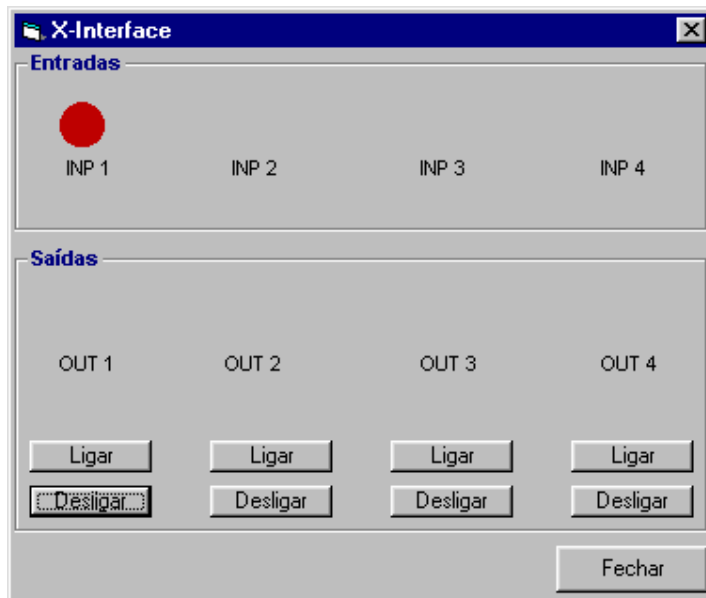 X-Interface
Entradas
INP 1 INP 2 INP 3 INP 4
Saídas
OUT 1 OUT 2 OUT 3 OUT 4
Ligar Ligar Ligar Ligar
Desligar Desligar Desligar Desligar
Fechar